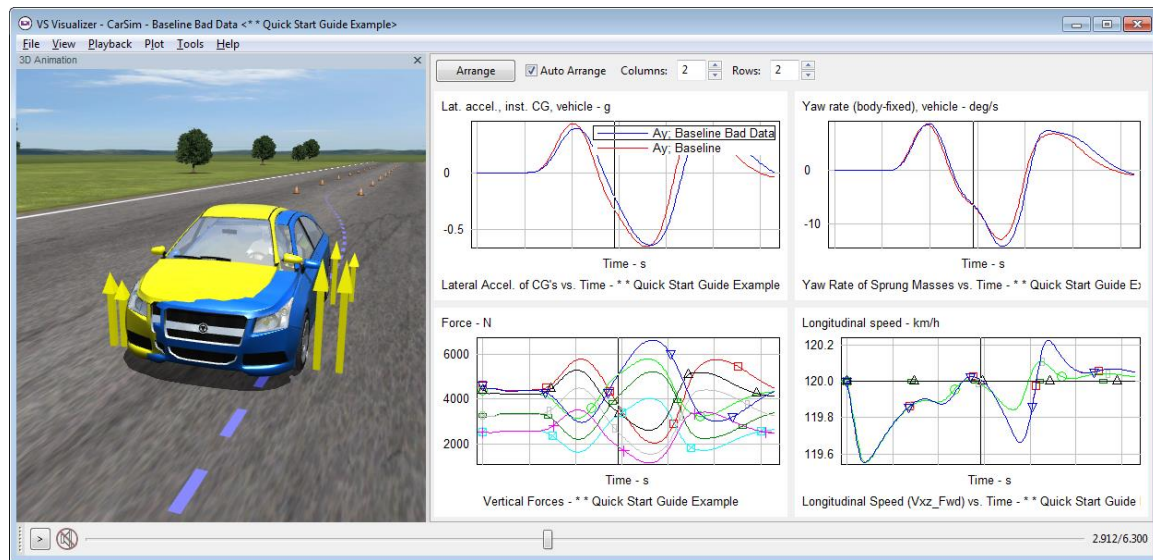 VS Visualizer - CarSim - Baseline Bad Data <* * Quick Start Guide Example>
File View Playback Plot Tools Help
3D Animation
Arrange Auto Arrange Columns: 2 Rows: 2
Lat. accel., inst. CG, vehicle - g
Ay; Baseline Bad Data
Ay; Baseline
0
-0.5
Time - s
Lateral Accel. of CG's vs. Time - * * Quick Start Guide Example
Yaw rate (body-fixed), vehicle - deg/s
0
-10
Time - s
Yaw Rate of Sprung Masses vs. Time - * * Quick Start Guide Ex
Force - N
6000
4000
2000
Time - s
Vertical Forces - * * Quick Start Guide Example
Longitudinal speed - km/h
120.2
120.0
119.8
119.6
Time - s
Longitudinal Speed (Vxz_Fwd) vs. Time - * * Quick Start Guide
> 2.912/6.300